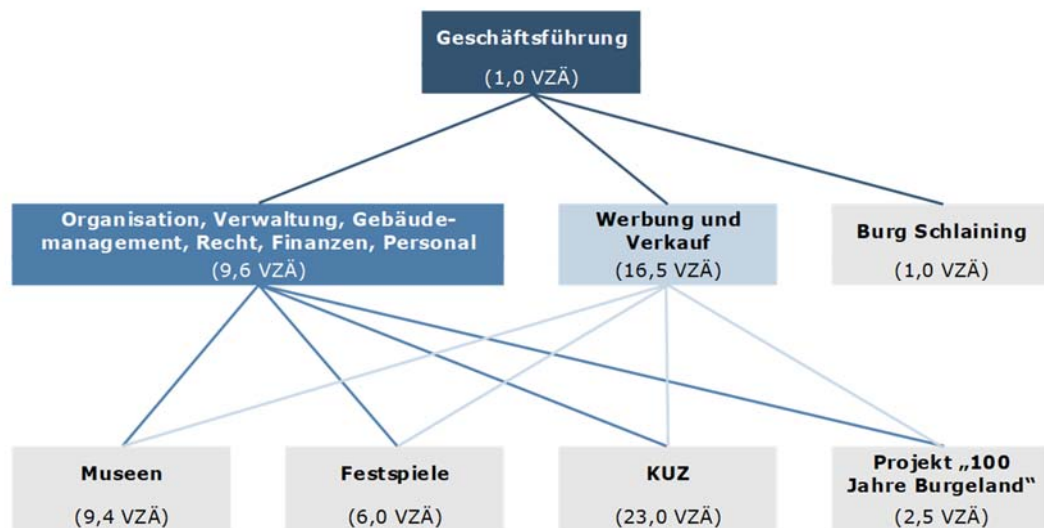 Geschäftsführung
(1,0 VZÄ)
Organisation, Verwaltung, Gebäude-
management, Recht, Finanzen, Personal
(9,6 VZÄ)
Werbung und
Verkauf
(16,5 VZÄ)
Burg Schlaining
(1,0 VZÄ)
Museen
(9,4 VZÄ)
Festspiele
(6,0 VZÄ)
KUZ
(23,0 VZÄ)
Projekt „100
Jahre Burgeland“
(2,5 VZÄ)